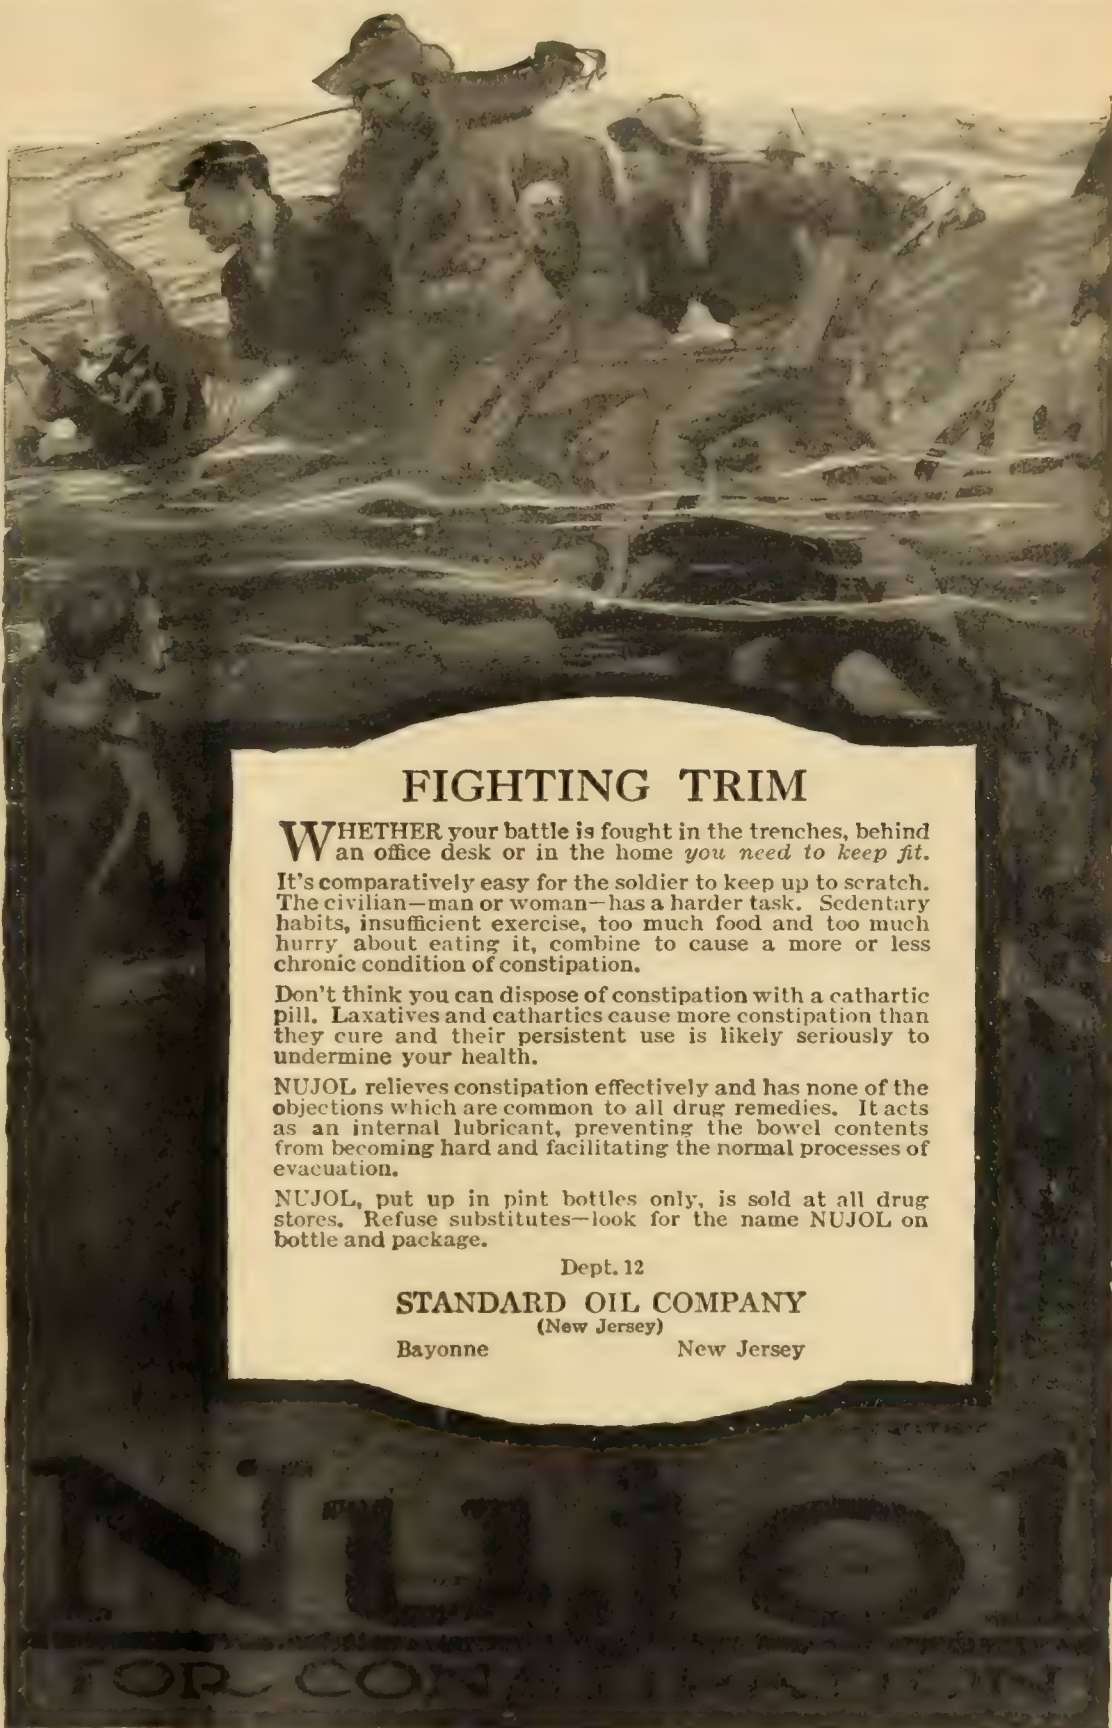 FIGHTING TRIM
WHETHER your battle is fought in the trenches, behind
an office desk or in the home you need to keep fit.
It's comparatively easy for the soldier to keep up to scratch.
The civilian—man or woman—has a harder task. Sedentary
habits, insufficient exercise, too much food and too much
hurry about eating it, combine to cause a more or less
chronic condition of constipation.
Don't think you can dispose of constipation with a cathartic
pill. Laxatives and cathartics cause more constipation than
they cure and their persistent use is likely seriously to
undermine your health.
NUJOL relieves constipation effectively and has none of the
objections which are common to all drug remedies. It acts
as an internal lubricant, preventing the bowel contents
from becoming hard and facilitating the normal processes of
evacuation.
NUJOL, put up in pint bottles only, is sold at all drug
stores. Refuse substitutes—look for the name NUJOL on
bottle and package.
Dept. 12
STANDARD OIL COMPANY
(New Jersey)
Bayonne New Jersey
Nujol
FOR CONSTIPATION